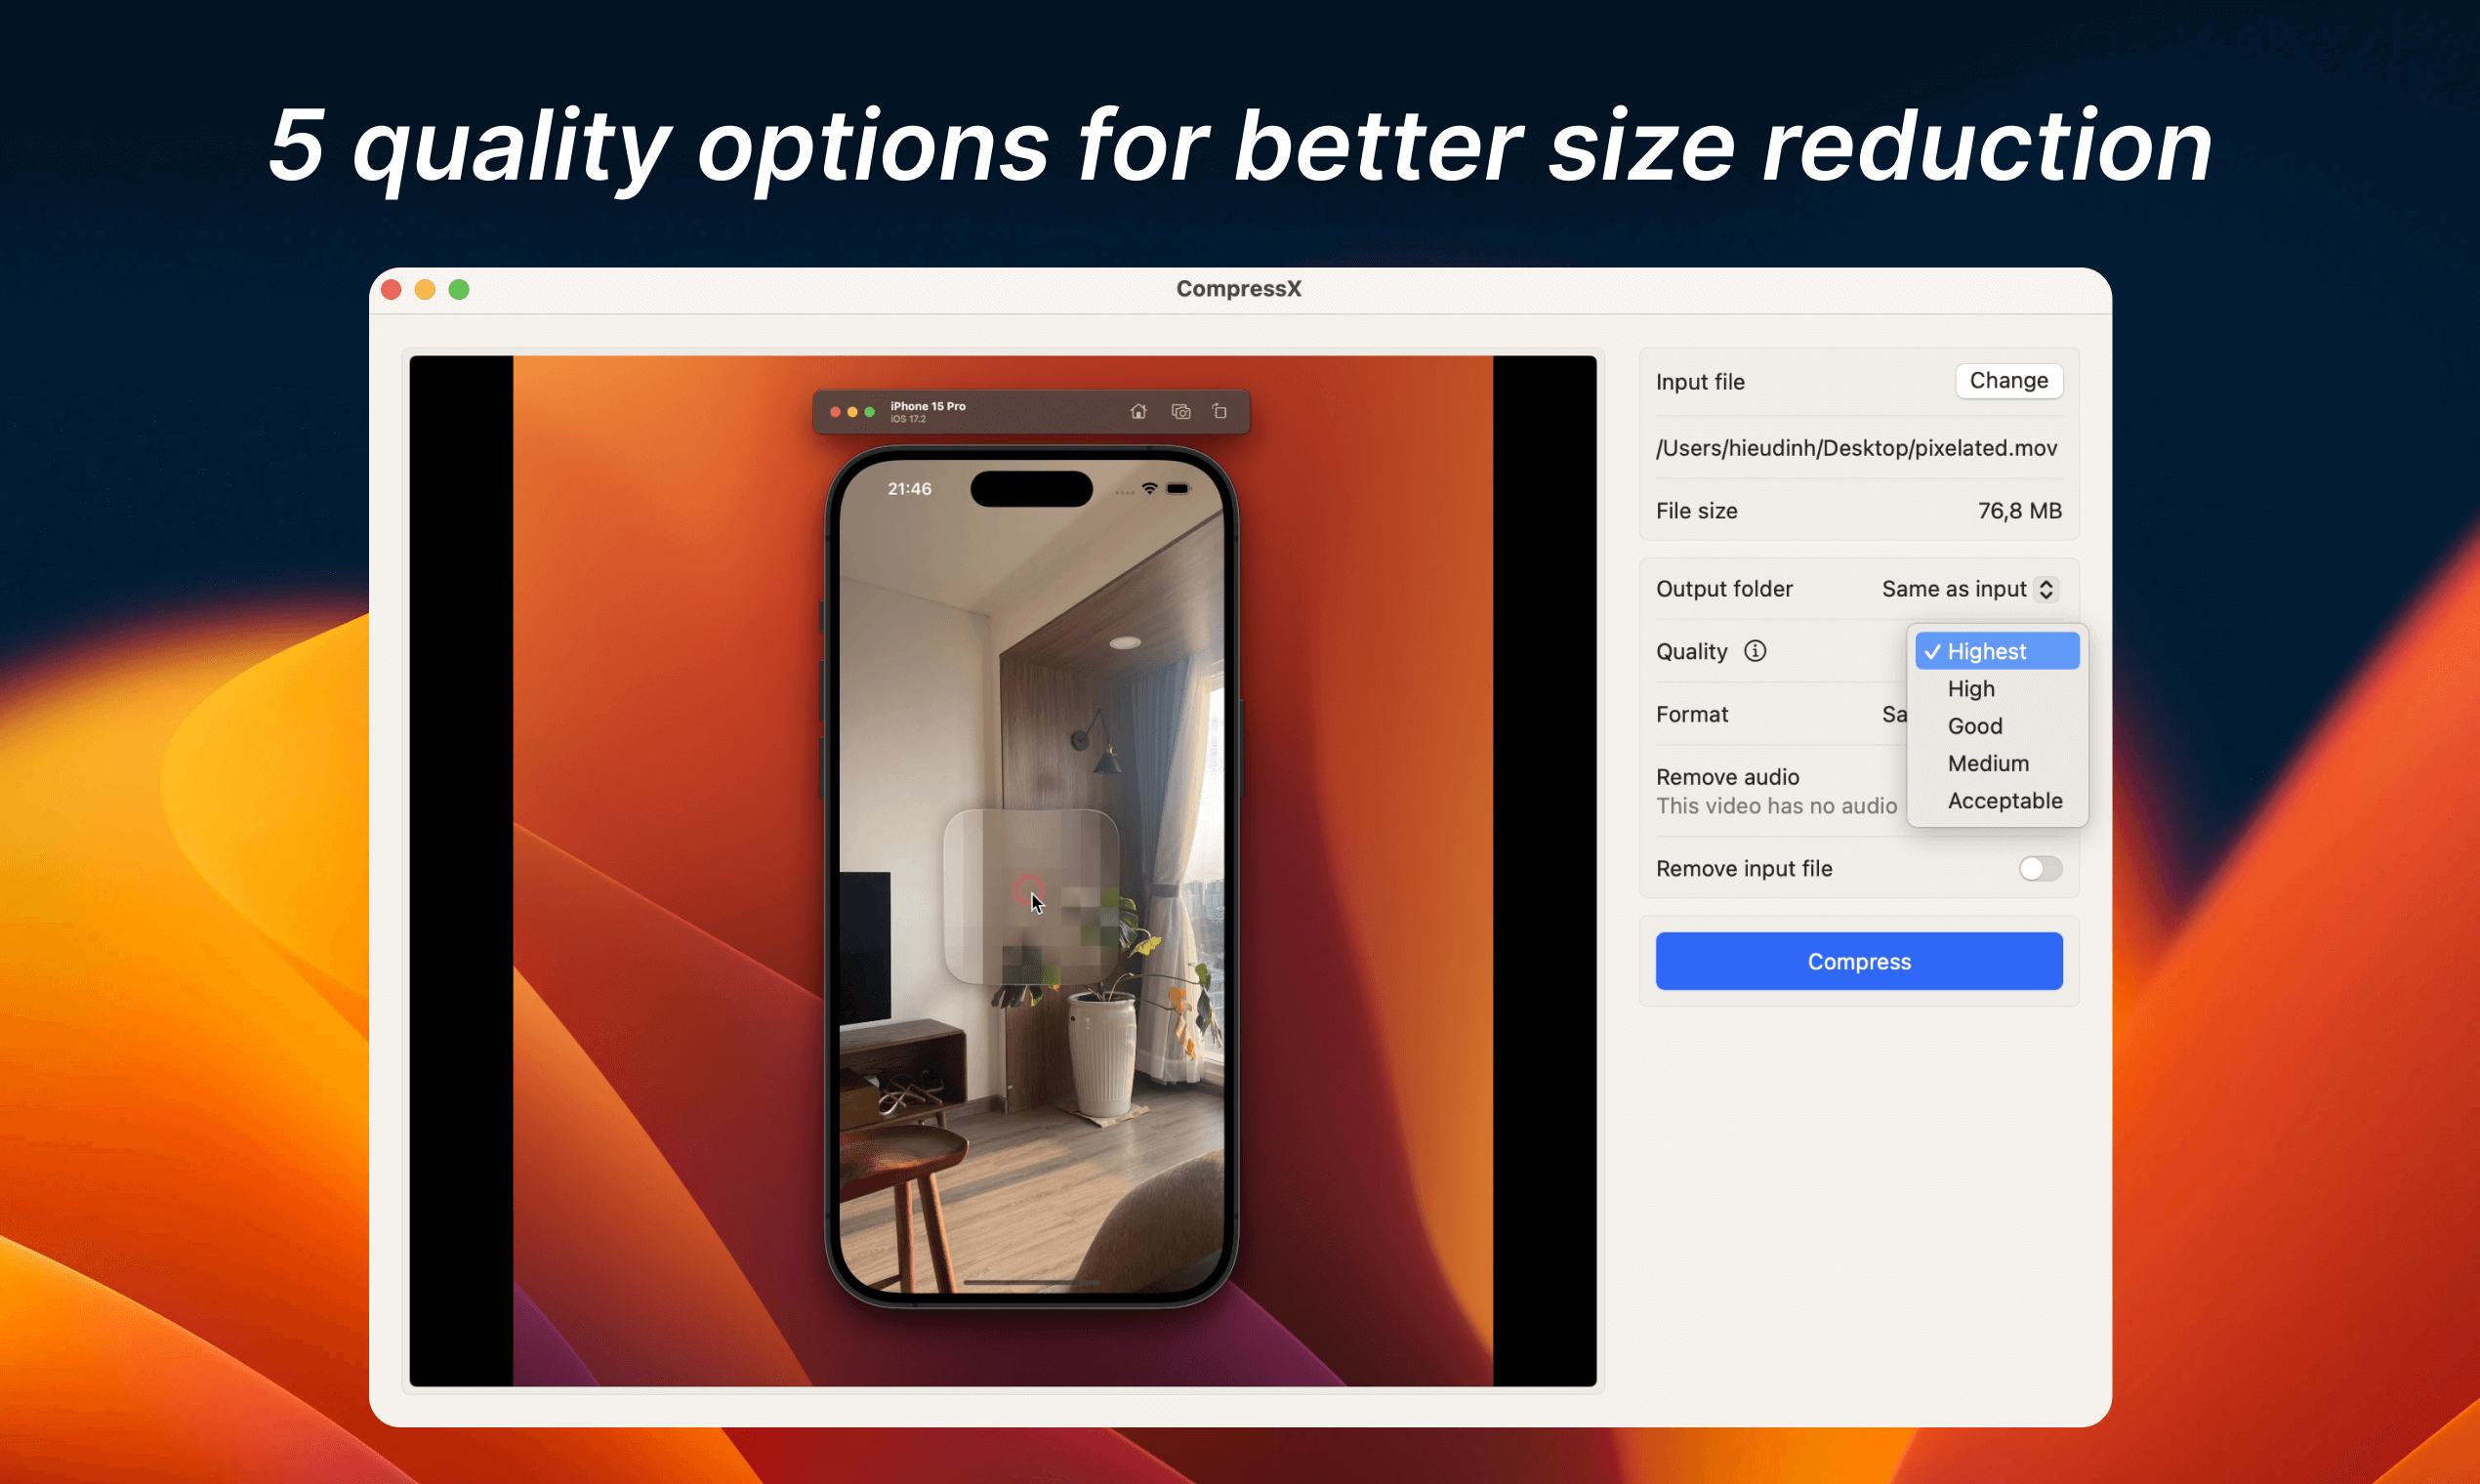 5 quality options for better size reduction
CompressX
iPhone 15 Pro
iOS 17.2
21:46
Input file
Change
/Users/hieudinh/Desktop/pixelated.mov
File size
76,8 MB
Output folder
Same as input
Quality
Highest
High
Good
Medium
Acceptable
Format
Sa
Remove audio
This video has no audio
Remove input file
Compress